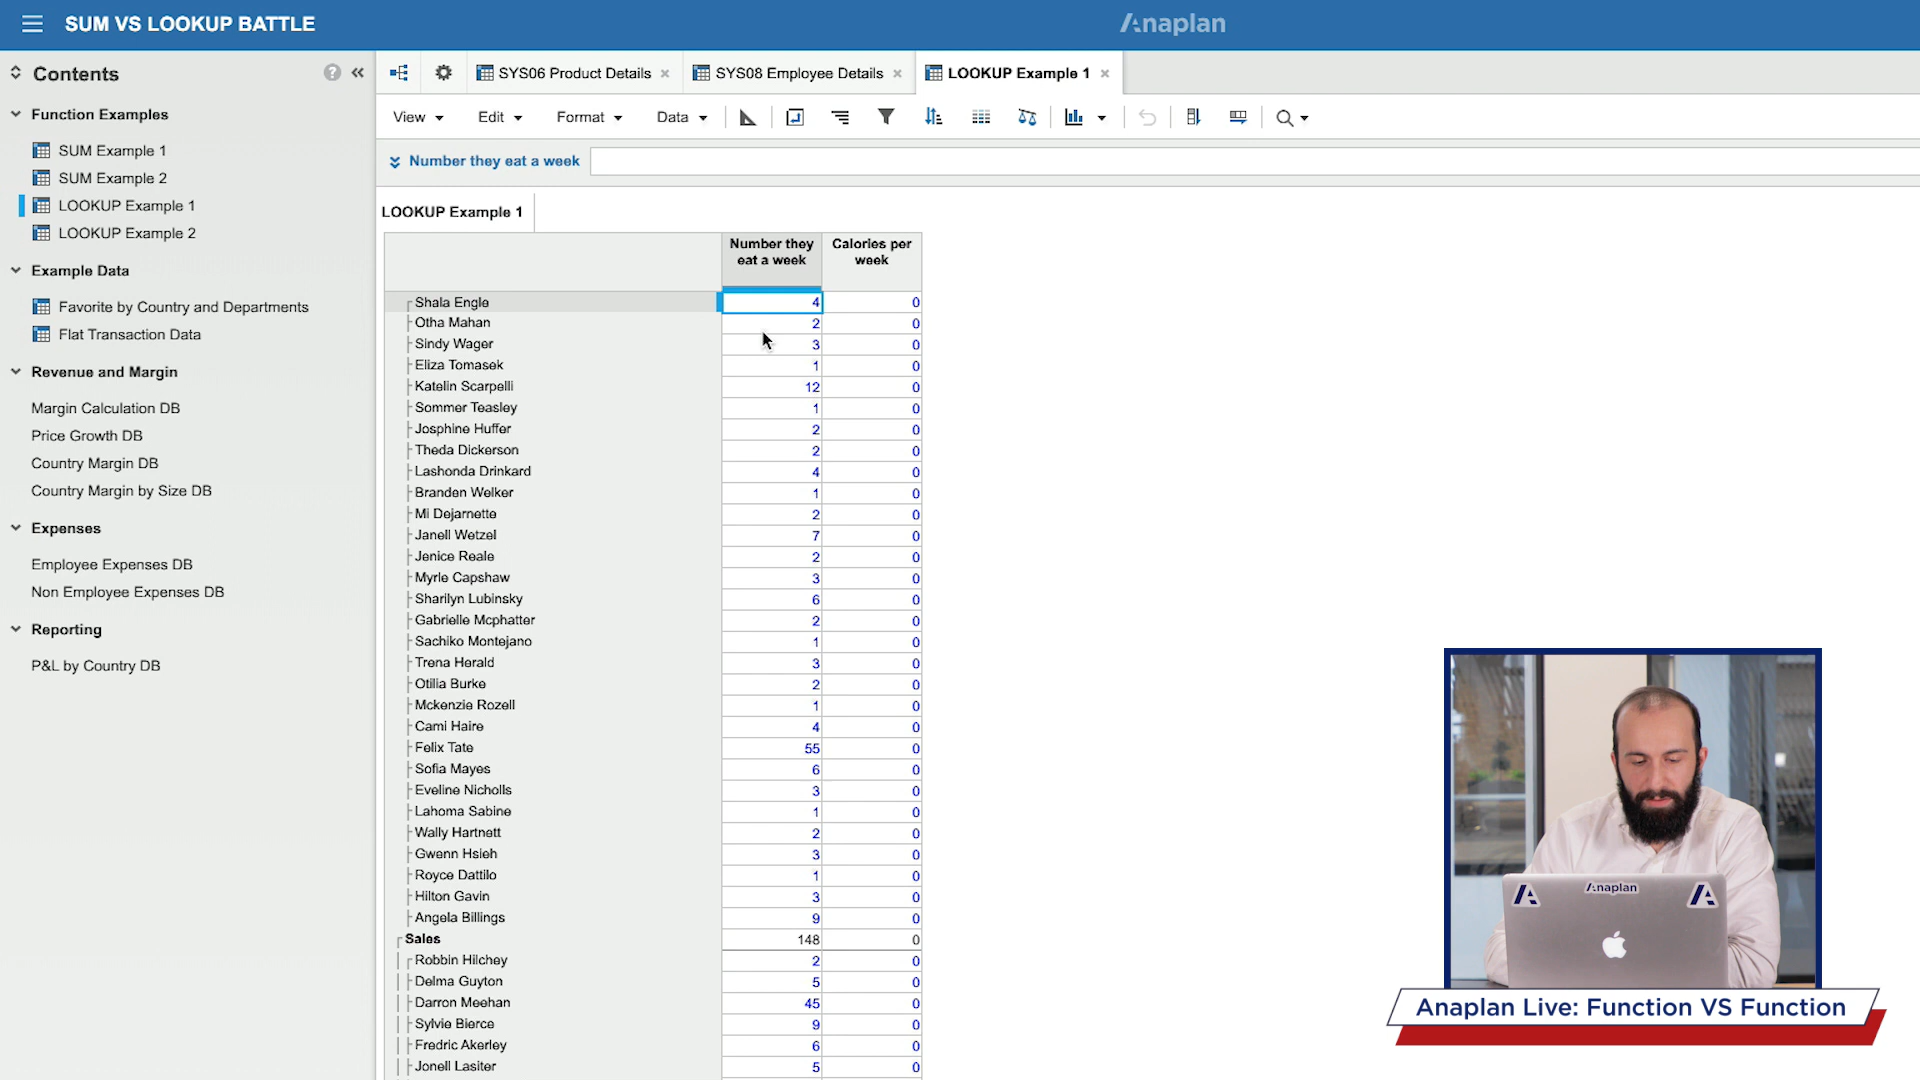 SUM VS LOOKUP BATTLE
Anaplan
Contents
SYS06 Product Details
SYS08 Employee Details
LOOKUP Example 1
Function Examples
SUM Example 1
SUM Example 2
LOOKUP Example 1
LOOKUP Example 2
Example Data
Favorite by Country and Departments
Flat Transaction Data
Revenue and Margin
Margin Calculation DB
Price Growth DB
Country Margin DB
Country Margin by Size DB
Expenses
Employee Expenses DB
Non Employee Expenses DB
Reporting
P&L by Country DB
View Edit Format Data
Number they eat a week
LOOKUP Example 1
Number they eat a week
Calories per week
Shala Engle 4 0
Otha Mahan 2 0
Sindy Wager 3 0
Eliza Tomasek 1 0
Katelin Scarpelli 12 0
Sommer Teasley 1 0
Josphine Huffer 2 0
Theda Dickerson 2 0
Lashonda Drinkard 4 0
Branden Welker 1 0
Mi Dejarnette 2 0
Janell Wetzel 7 0
Jenice Reale 2 0
Myrle Capshaw 3 0
Sharilyn Lubinsky 6 0
Gabrielle Mcphatter 2 0
Sachiko Montejano 1 0
Trena Herald 3 0
Otilia Burke 2 0
Mckenzie Rozell 1 0
Cami Haire 4 0
Felix Tate 55 0
Sofia Mayes 6 0
Eveline Nicholls 3 0
Lahoma Sabine 1 0
Wally Hartnett 2 0
Gwenn Hsieh 3 0
Royce Dattilo 1 0
Hilton Gavin 3 0
Angela Billings 9 0
Sales 148 0
Robbin Hilchey 2 0
Delma Guyton 5 0
Darron Meehan 45 0
Sylvie Bierce 9 0
Fredric Akerley 6 0
Jonell Lasiter 5 0
Anaplan
Anaplan Live: Function VS Function